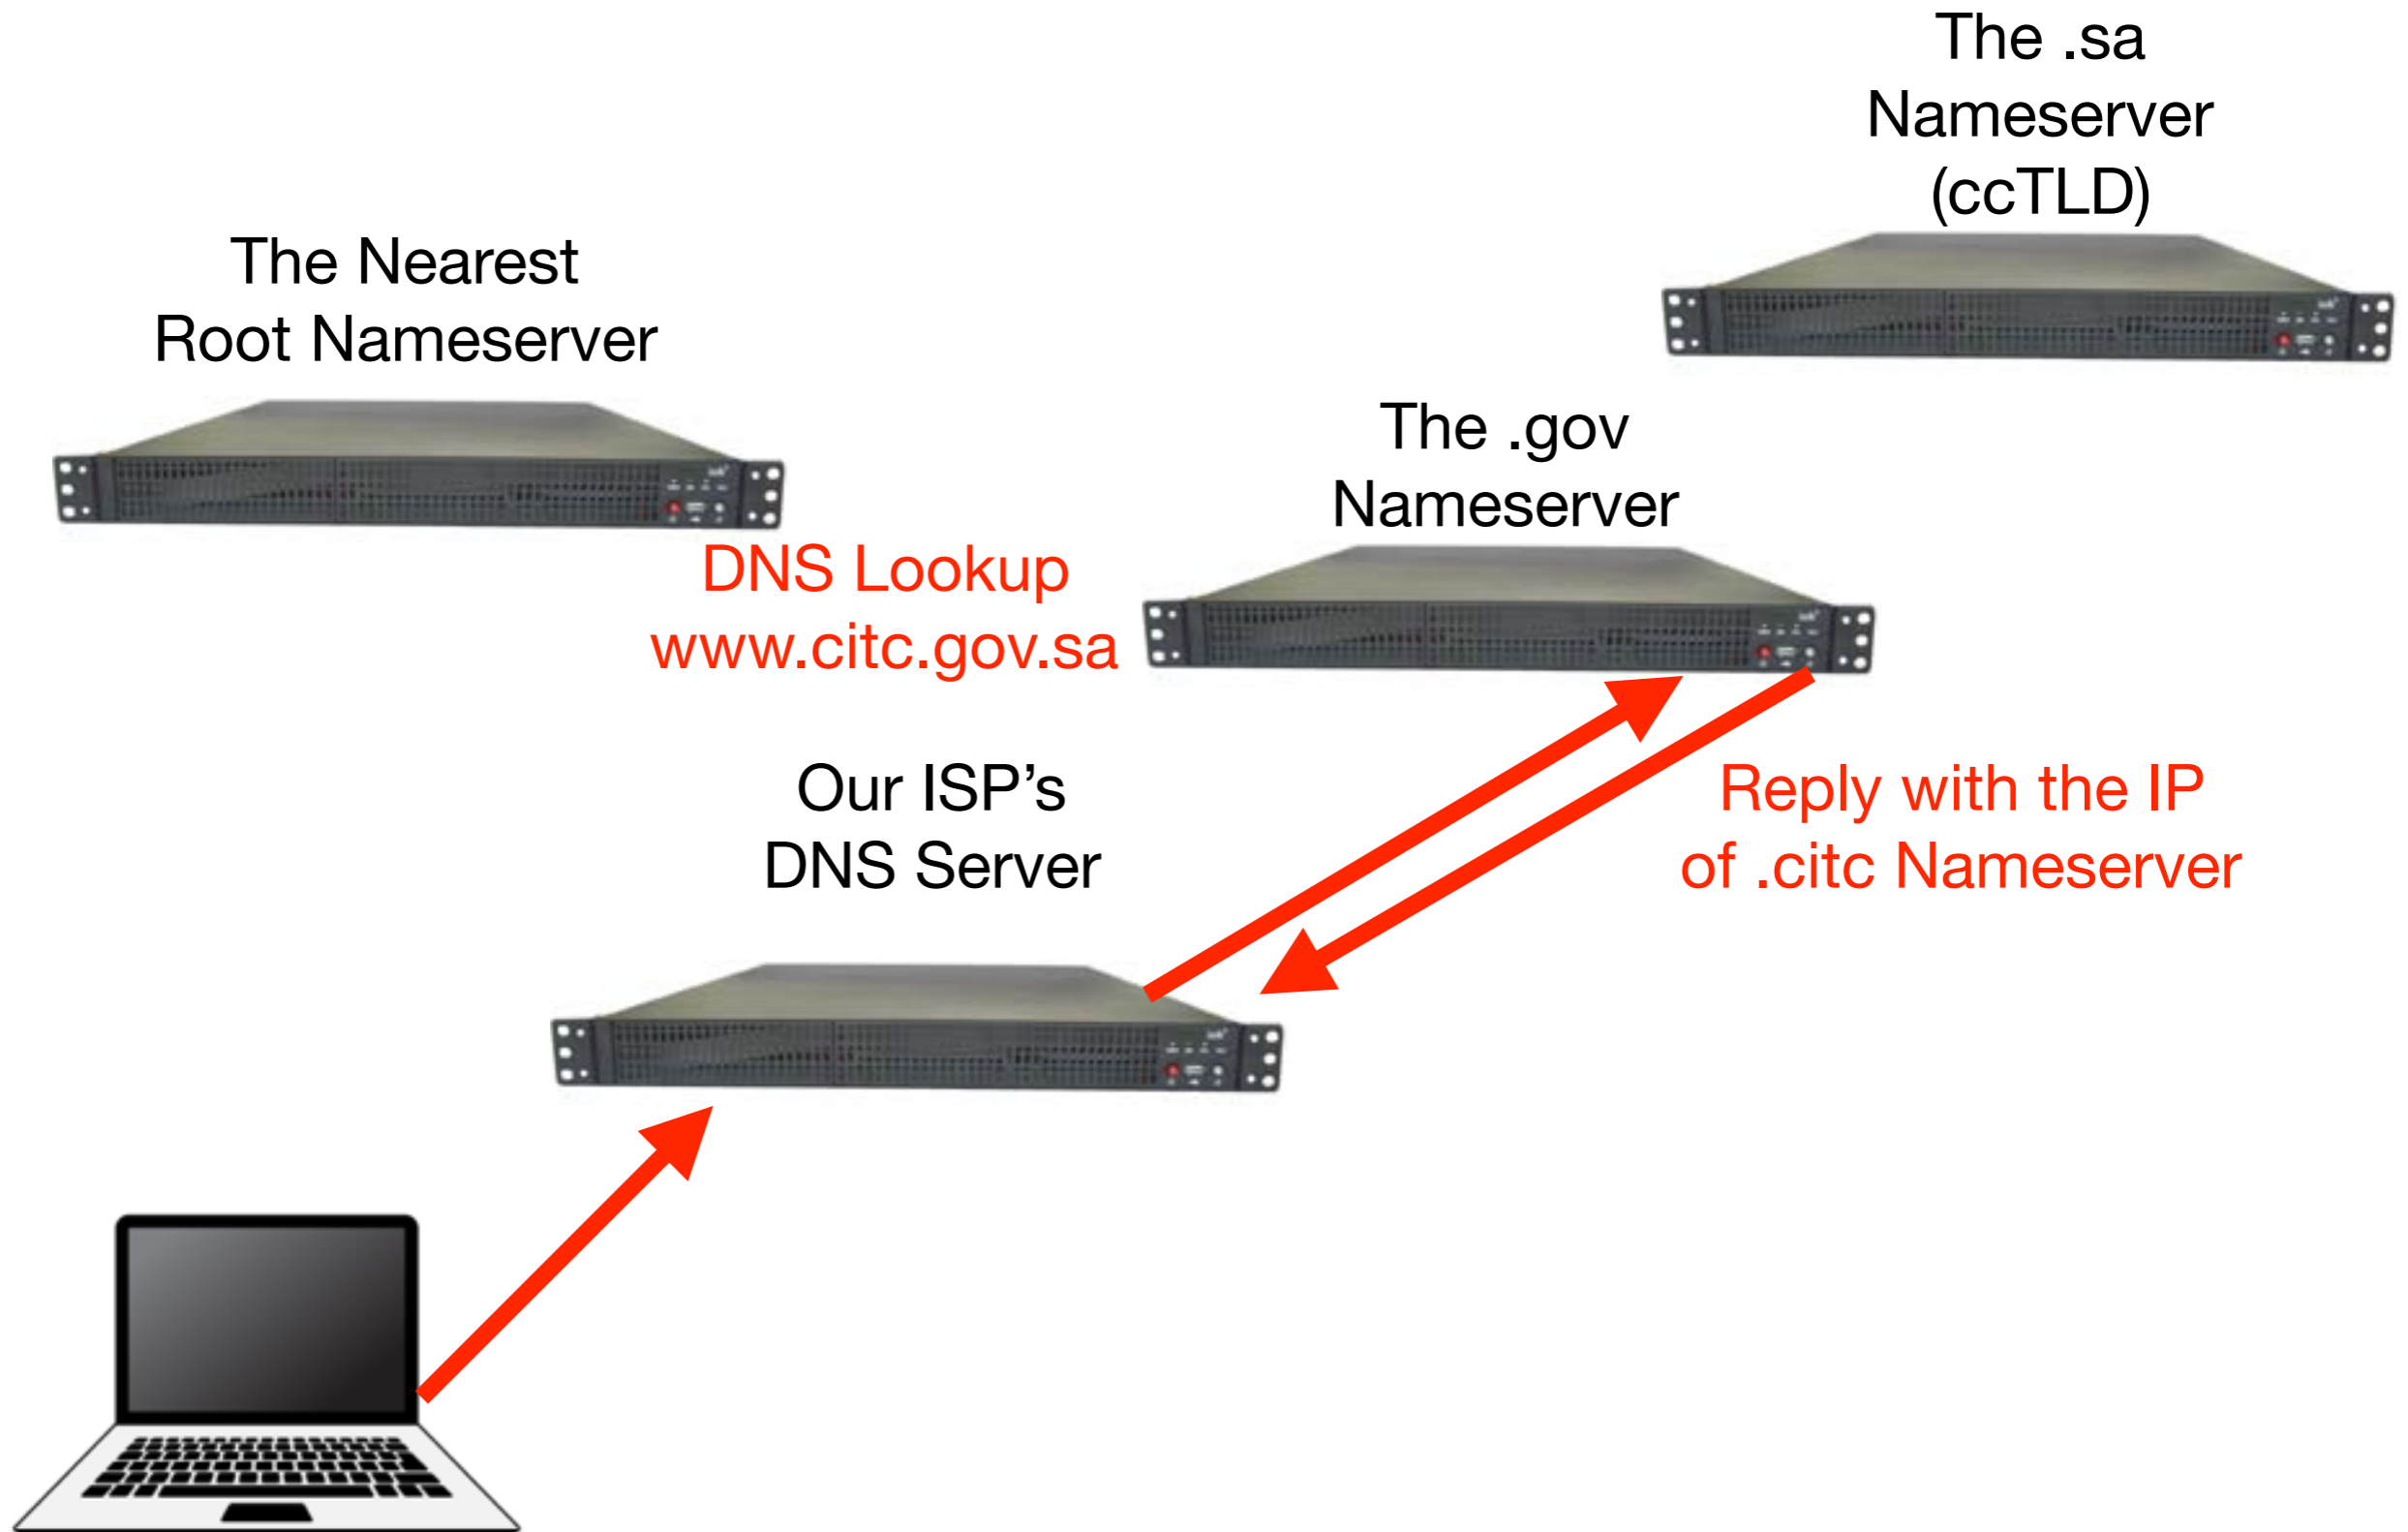 The .sa
Nameserver
(ccTLD)
The Nearest
Root Nameserver
The .gov
Nameserver
DNS Lookup
www.citc.gov.sa
Our ISP’s
DNS Server
Reply with the IP
of .citc Nameserver